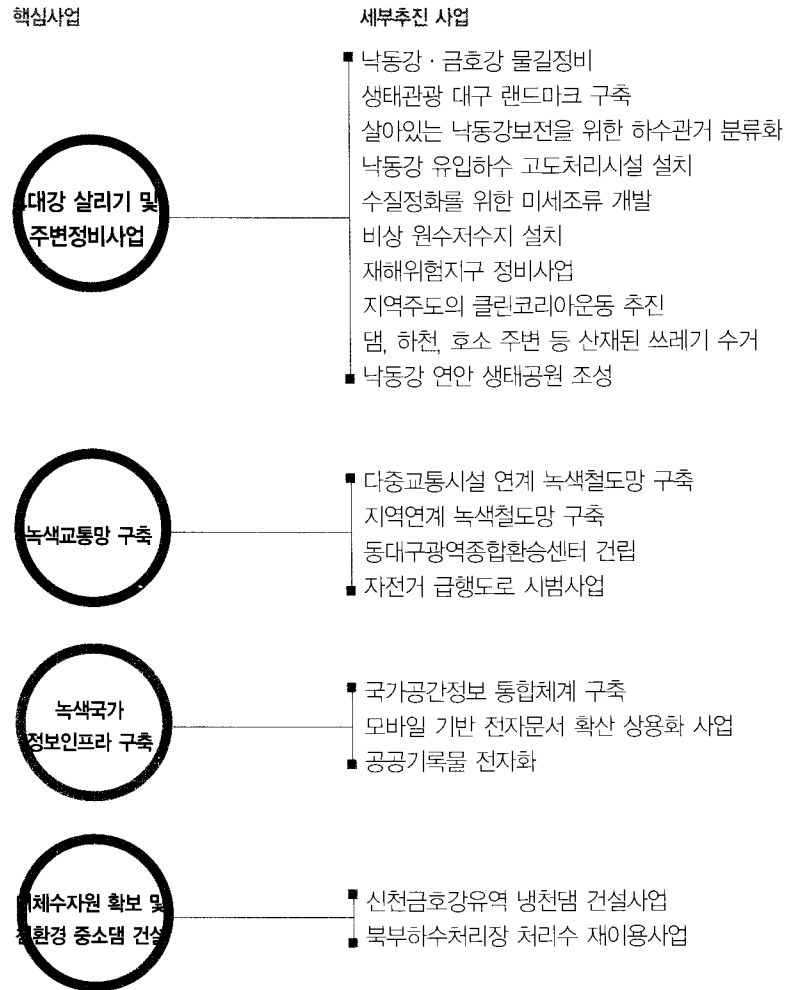 핵심사업
세부추진 사업
대강 살리기 및
주변정비사업
낙동강 · 금호강 물길정비
생태관광 대구 랜드마크 구축
살아있는 낙동강보전을 위한 하수관거 분류화
낙동강 유입하수 고도처리시설 설치
수질정화를 위한 미세조류 개발
비상 원수저수지 설치
재해위험지구 정비사업
지역주도의 클린코리아운동 추진
댐, 하천, 호소 주변 등 산재된 쓰레기 수거
낙동강 연안 생태공원 조성
녹색교통망 구축
다중교통시설 연계 녹색철도망 구축
지역연계 녹색철도망 구축
동대구광역종합환승센터 건립
자전거 급행도로 시범사업
녹색국가
정보인프라 구축
국가공간정보 통합체계 구축
모바일 기반 전자문서 확산 상용화 사업
공공기록물 전자화
대체수자원 확보 및
친환경 중소댐 건설
신천금호강유역 냉천댐 건설사업
북부하수처리장 처리수 재이용사업